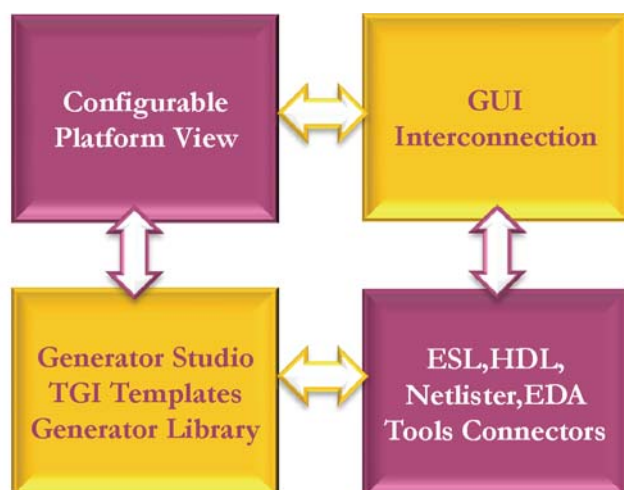 Configurable
Platform View
GUI
Interconnection
Generator Studio
TGI Templates
Generator Library
ESL,HDL,
Netlister,EDA
Tools Connectors